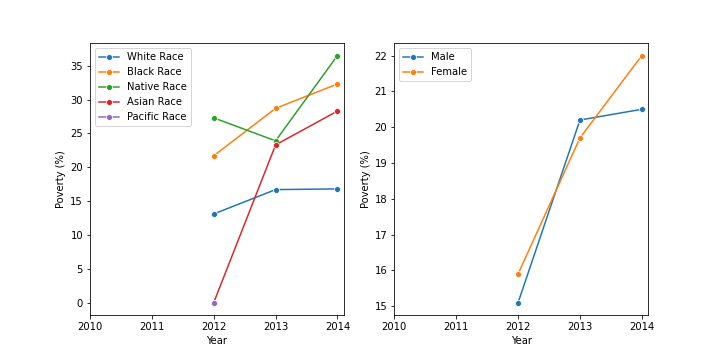 White Race
Black Race
Native Race
Asian Race
Pacific Race
35
30
25
20
15
10
5
0
Poverty (%)
2010 2011 2012 2013 2014
Year
Male
Female
22
21
20
19
18
17
16
15
Poverty (%)
2010 2011 2012 2013 2014
Year